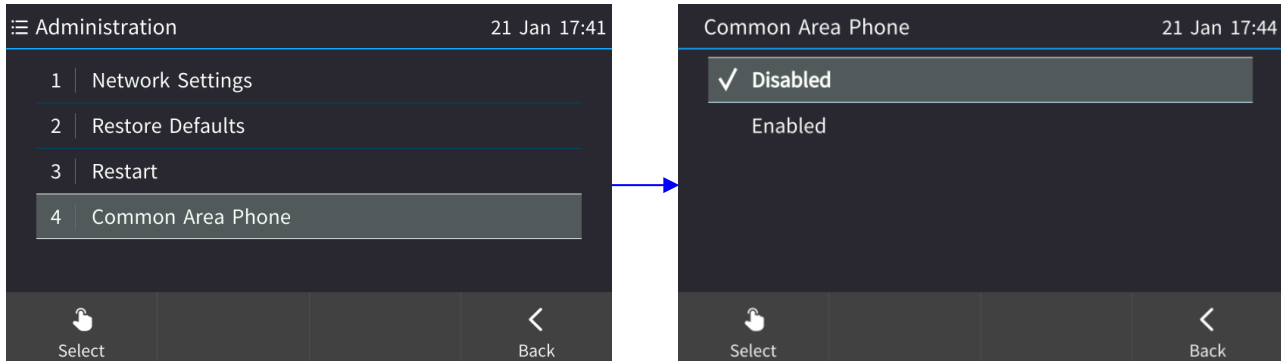 Administration 21 Jan 17:41
1 Network Settings
2 Restore Defaults
3 Restart
4 Common Area Phone
Select Back
Common Area Phone 21 Jan 17:44
Disabled
Enabled
Select Back